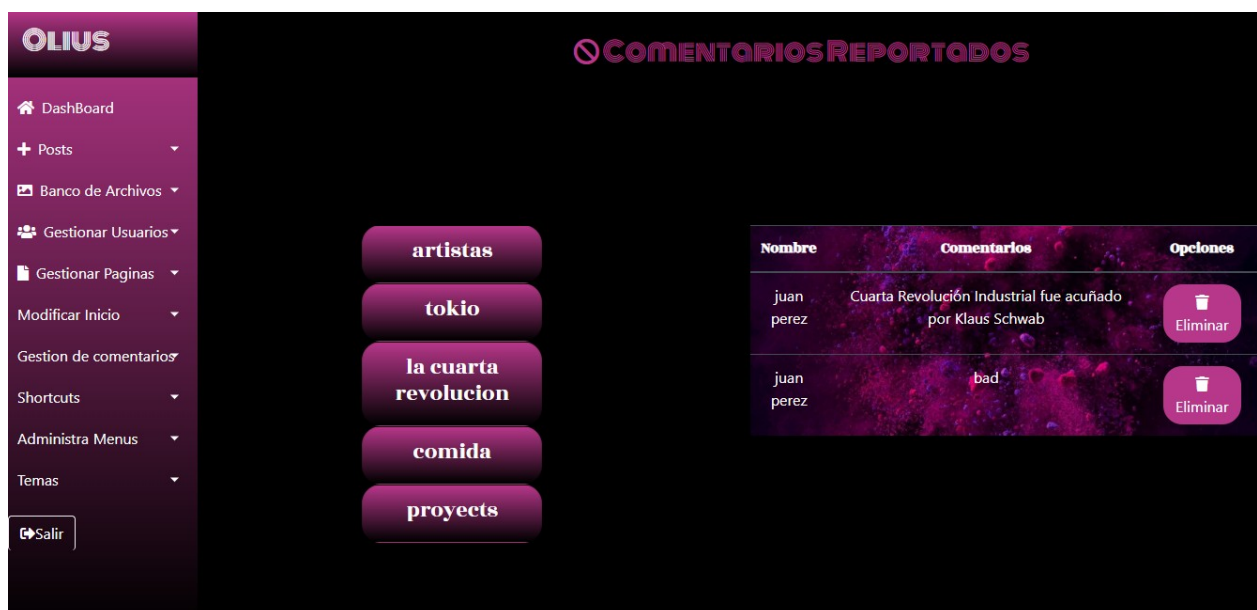 Olius
Comentarios Reportados
DashBoard
Posts
Banco de Archivos
Gestionar Usuarios
Gestionar Paginas
Modificar Inicio
Gestion de comentarios
Shortcuts
Administra Menus
Temas
Salir
artistas
tokio
la cuarta
revolucion
comida
proyects
Nombre Comentarios Opciones
juan
perez
Cuarta Revolución Industrial fue acuñado
por Klaus Schwab
Eliminar
juan
perez
bad
Eliminar